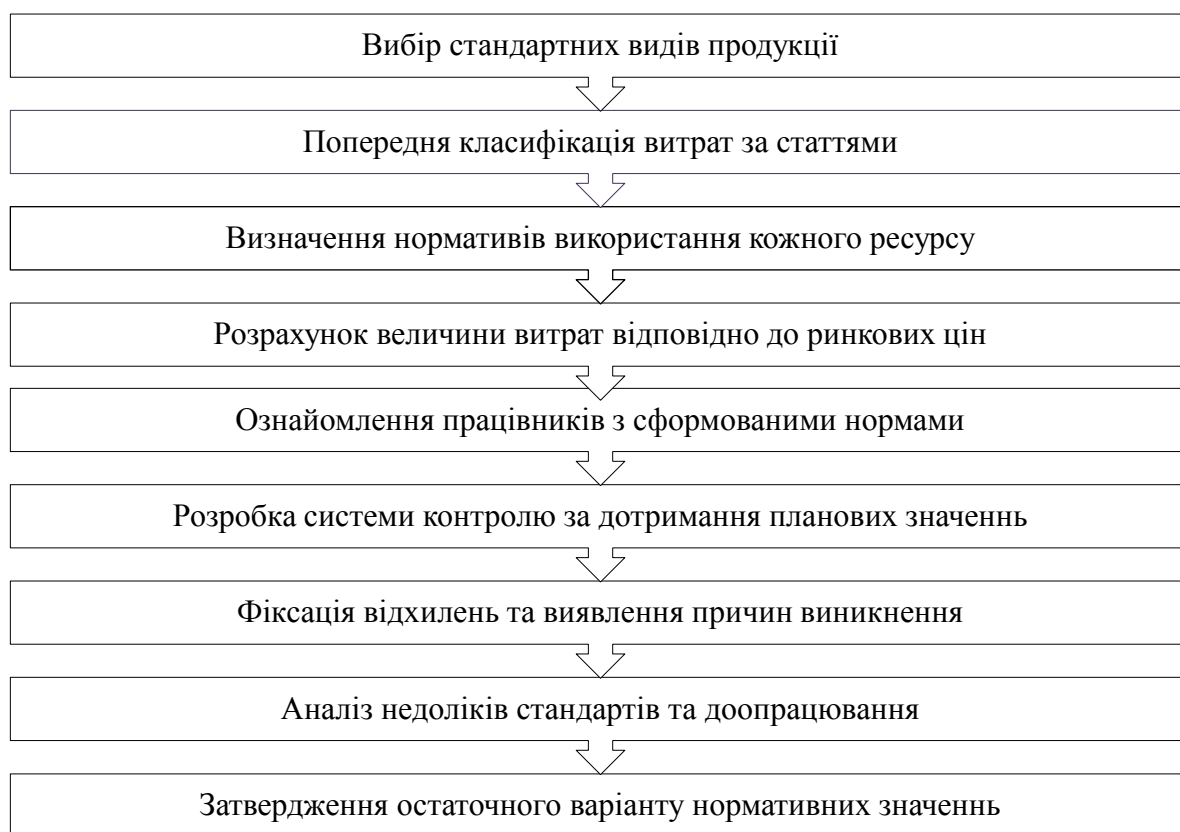 Вибір стандартних видів продукції
Попередня класифікація витрат за статтями
Визначення нормативів використання кожного ресурсу
Розрахунок величини витрат відповідно до ринкових цін
Ознайомлення працівників з сформованими нормами
Розробка системи контролю за дотримання планових значеннь
Фіксація відхилень та виявлення причин виникнення
Аналіз недоліків стандартів та доопрацювання
Затвердження остаточного варіанту нормативних значеннь